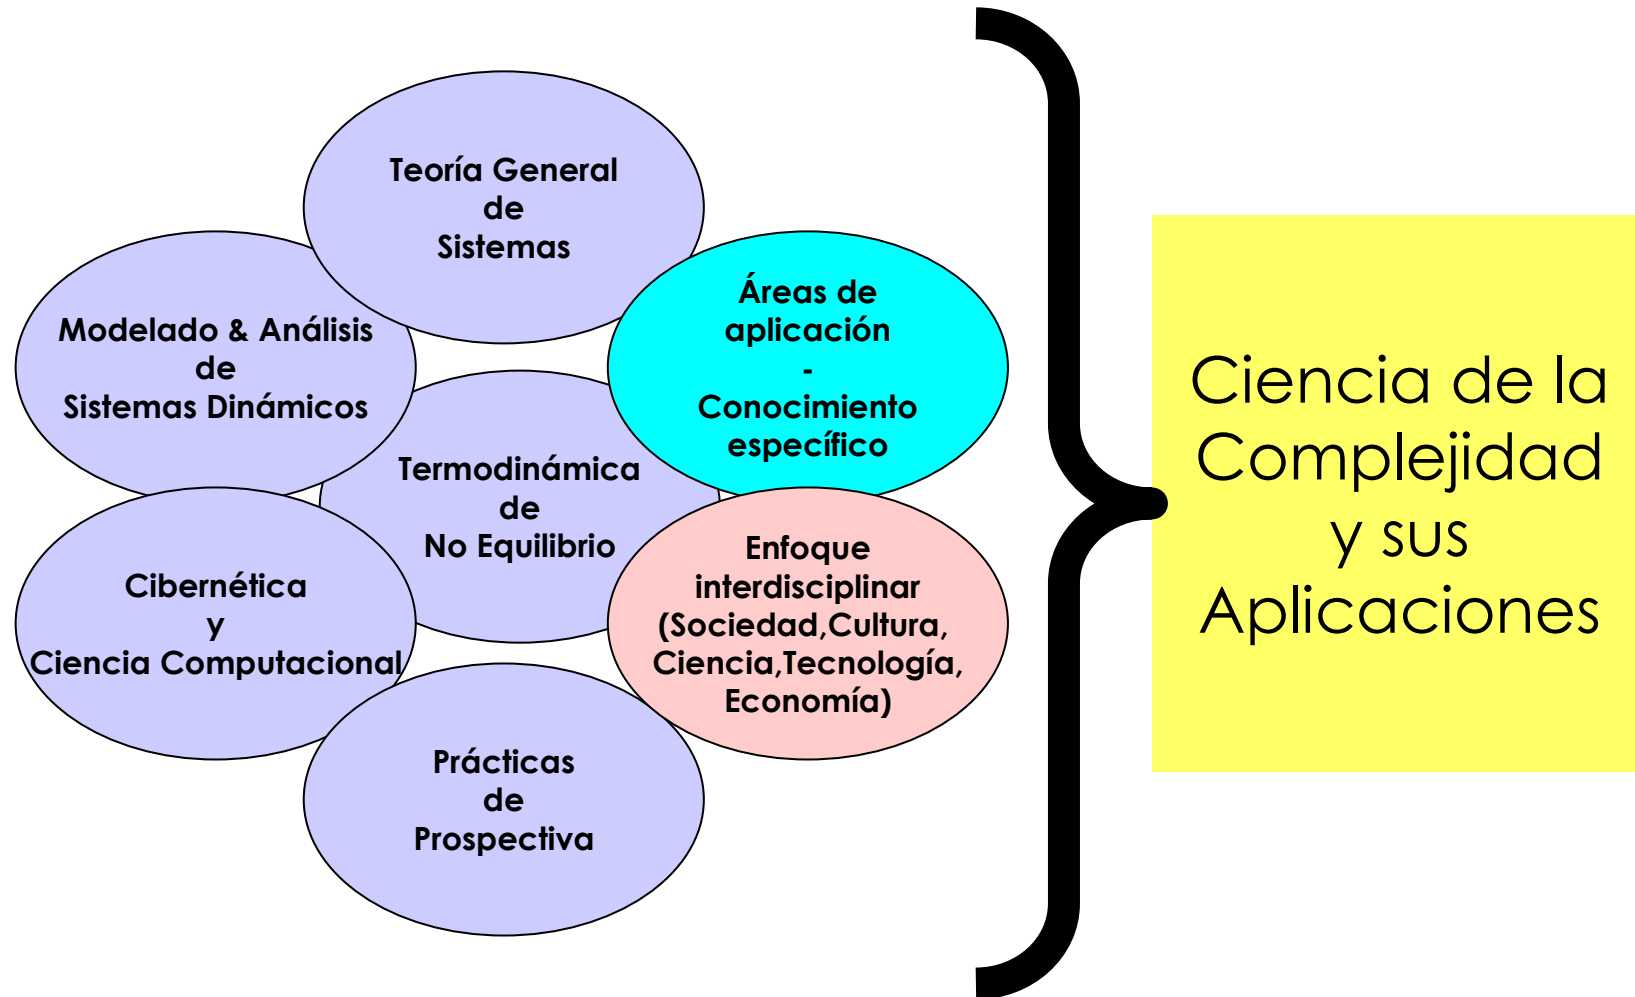 Teoría General
de
Sistemas
Modelado & Análisis
de
Sistemas Dinámicos
Áreas de
aplicación
-
Conocimiento
específico
Termodinámica
de
No Equilibrio
Cibernética
y
Ciencia Computacional
Enfoque
interdisciplinar
(Sociedad,Cultura,
Ciencia,Tecnología,
Economía)
Prácticas
de
Prospectiva
Ciencia de la
Complejidad
y sus
Aplicaciones